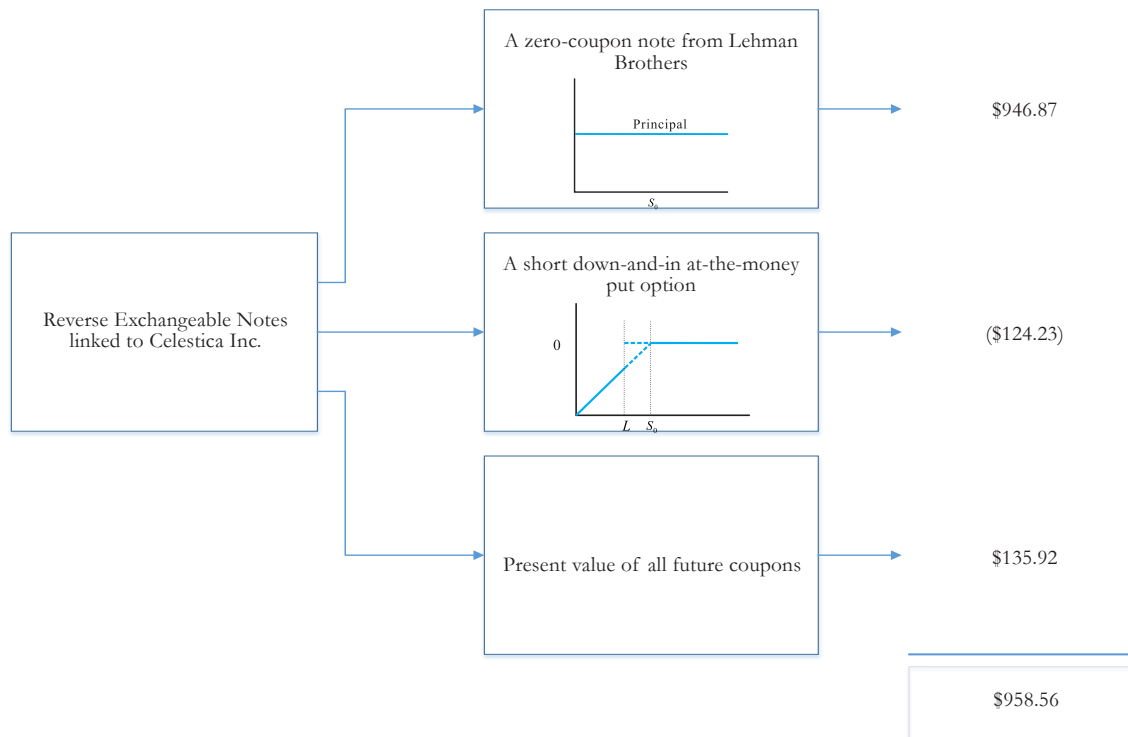 A zero-coupon note from Lehman
Brothers
Principal
S₀
$946.87
Reverse Exchangeable Notes
linked to Celestica Inc.
A short down-and-in at-the-money
put option
0
L S₀
($124.23)
Present value of all future coupons
$135.92
$958.56